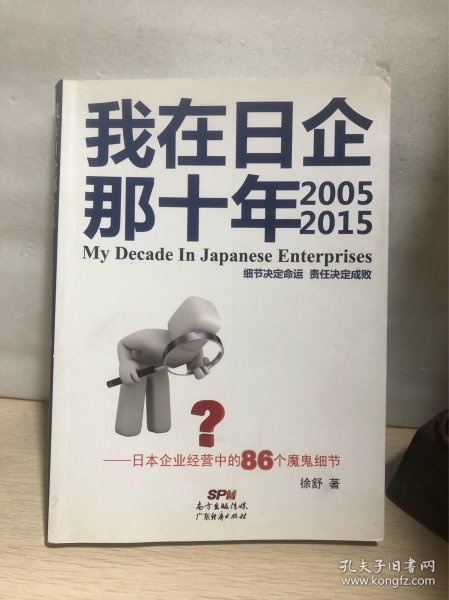 我在日企
那十年2005
2015
My Decade In Japanese Enterprises
细节决定命运 责任决定成败
?
——日本企业经营中的86个魔鬼细节
徐舒 著
SPM
南方出版传媒
广东经济出版社
孔夫子旧书网
www.kongfz.com